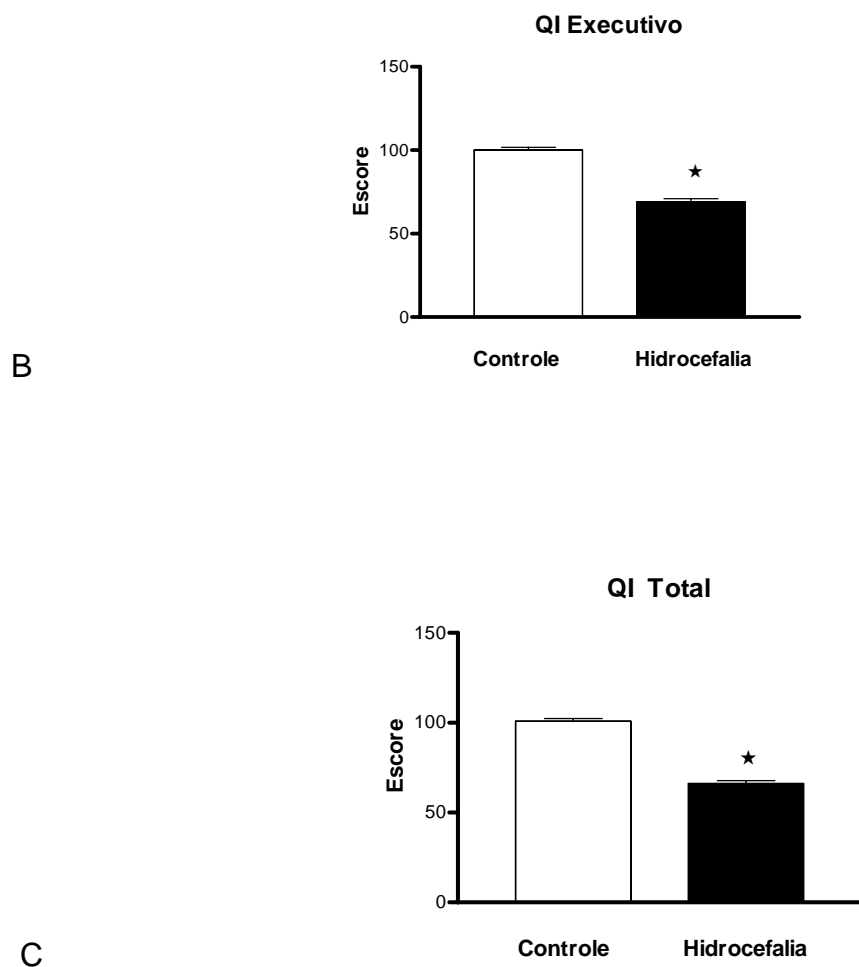 QI Executivo
150
100
50
0
Escore
★
Controle Hidrocefalia
B
QI Total
150
100
50
0
Escore
★
Controle Hidrocefalia
C